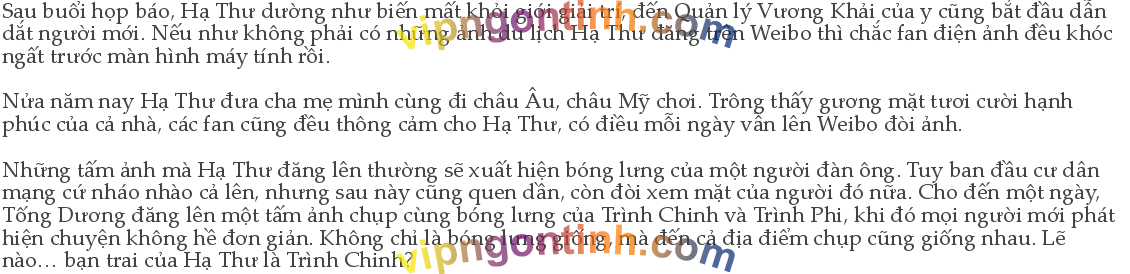 Sau buổi họp báo, Hạ Thư dường như biến mất khỏi giới giải trí, đến Quản lý Vương Khải của y cũng bắt đầu dẫn
dắt người mới. Nếu như không phải có những ảnh du lịch Hạ Thư đăng trên Weibo thì chắc fan điện ảnh đều khóc
ngất trước màn hình máy tính rồi.
Nửa năm nay Hạ Thư đưa cha mẹ mình cùng đi châu Âu, châu Mỹ chơi. Trông thấy gương mặt tươi cười hạnh
phúc của cả nhà, các fan cũng đều thông cảm cho Hạ Thư, có điều mỗi ngày vẫn lên Weibo đòi ảnh.
Những tấm ảnh mà Hạ Thư đăng lên thường sẽ xuất hiện bóng lưng của một người đàn ông. Tuy ban đầu cư dân
mạng cứ nháo nhào cả lên, nhưng sau này cũng quen dần, còn đòi xem mặt của người đó nữa. Cho đến một ngày,
Tống Dương đăng lên một tấm ảnh chụp cùng bóng lưng của Trình Chinh và Trình Phi, khi đó mọi người mới phát
hiện chuyện không hề đơn giản. Không chỉ là bóng lưng giống, mà đến cả địa điểm chụp cũng giống nhau. Lẽ
nào… bạn trai của Hạ Thư là Trình Chinh?
vipngontinh.com
vipngontinh.com